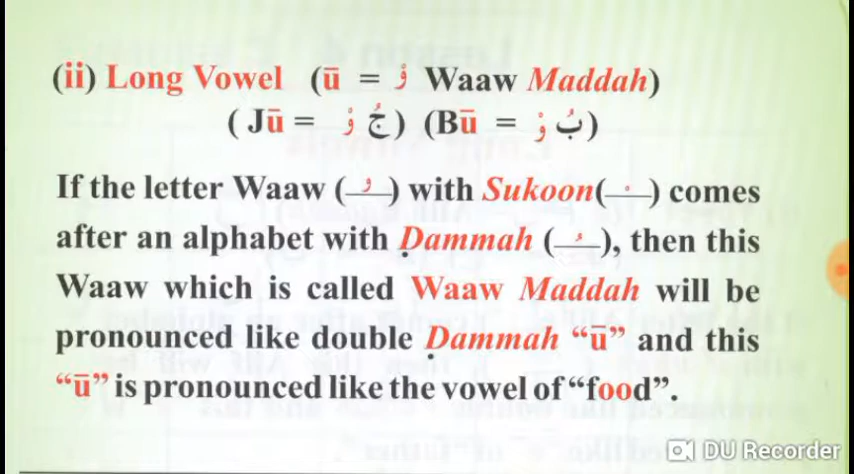 (ii) Long Vowel (ū = وْ Waaw Maddah)
( Jū = جُ وْ ) (Bū = بُ وْ)
If the letter Waaw ( و ) with Sukoon( ْ ) comes
after an alphabet with Ḍammah ( ُ ), then this
Waaw which is called Waaw Maddah will be
pronounced like double Ḍammah “ū” and this
“ū” is pronounced like the vowel of “food”.
DU Recorder